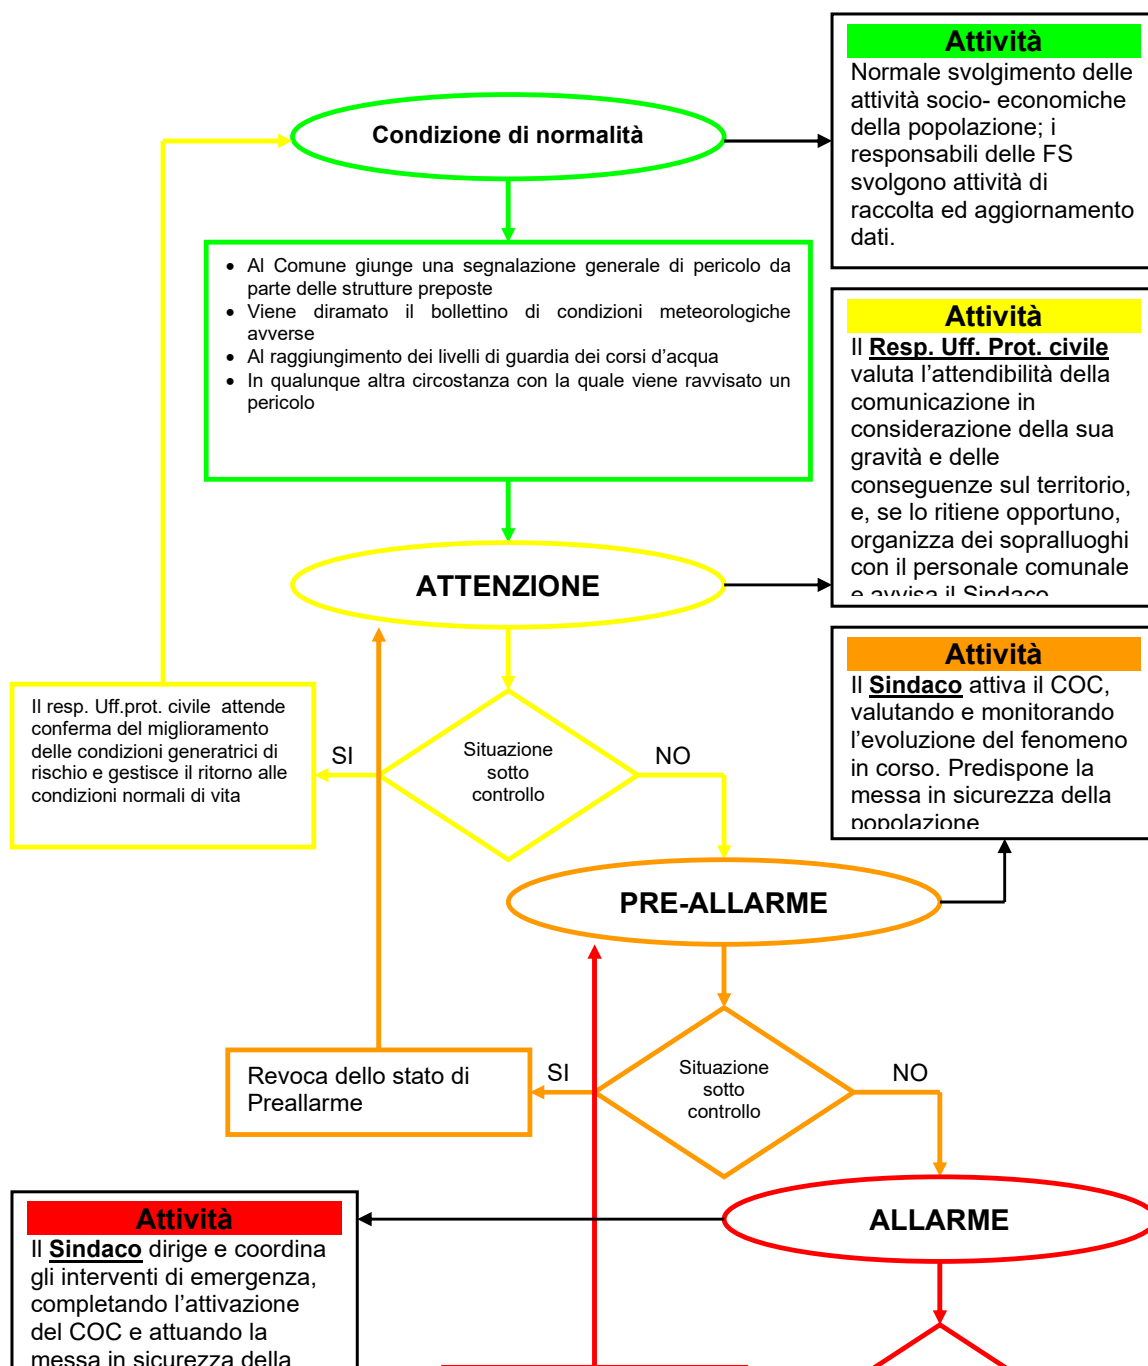 Attività
Normale svolgimento delle
attività socio- economiche
della popolazione; i
responsabili delle FS
svolgono attività di
raccolta ed aggiornamento
dati.
Condizione di normalità
• Al Comune giunge una segnalazione generale di pericolo da
parte delle strutture preposte
• Viene diramato il bollettino di condizioni meteorologiche
avverse
• Al raggiungimento dei livelli di guardia dei corsi d’acqua
• In qualunque altra circostanza con la quale viene ravvisato un
pericolo
Attività
Il Resp. Uff. Prot. civile
valuta l’attendibilità della
comunicazione in
considerazione della sua
gravità e delle
conseguenze sul territorio,
e, se lo ritiene opportuno,
organizza dei sopralluoghi
con il personale comunale
e avvisa il Sindaco
ATTENZIONE
Attività
Il Sindaco attiva il COC,
valutando e monitorando
l’evoluzione del fenomeno
in corso. Predispone la
messa in sicurezza della
popolazione
Il resp. Uff.prot. civile attende
conferma del miglioramento
delle condizioni generatrici di
rischio e gestisce il ritorno alle
condizioni normali di vita
SI
Situazione
sotto
controllo
NO
PRE-ALLARME
Revoca dello stato di
Preallarme
SI
Situazione
sotto
controllo
NO
ALLARME
Attività
Il Sindaco dirige e coordina
gli interventi di emergenza,
completando l’attivazione
del COC e attuando la
messa in sicurezza della